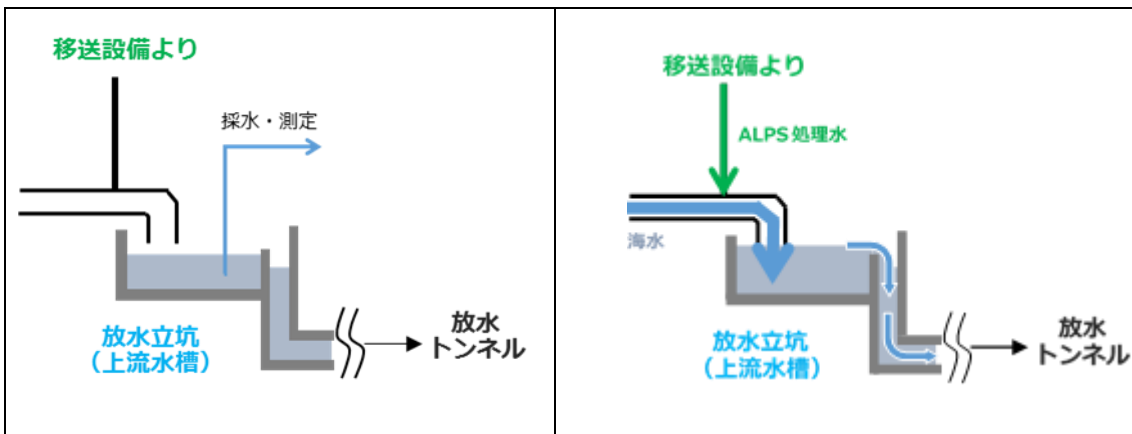 移送設備より
採水・測定
放水立坑
（上流水槽）
放水
トンネル
移送設備より
ALPS処理水
海水
放水立坑
（上流水槽）
放水
トンネル